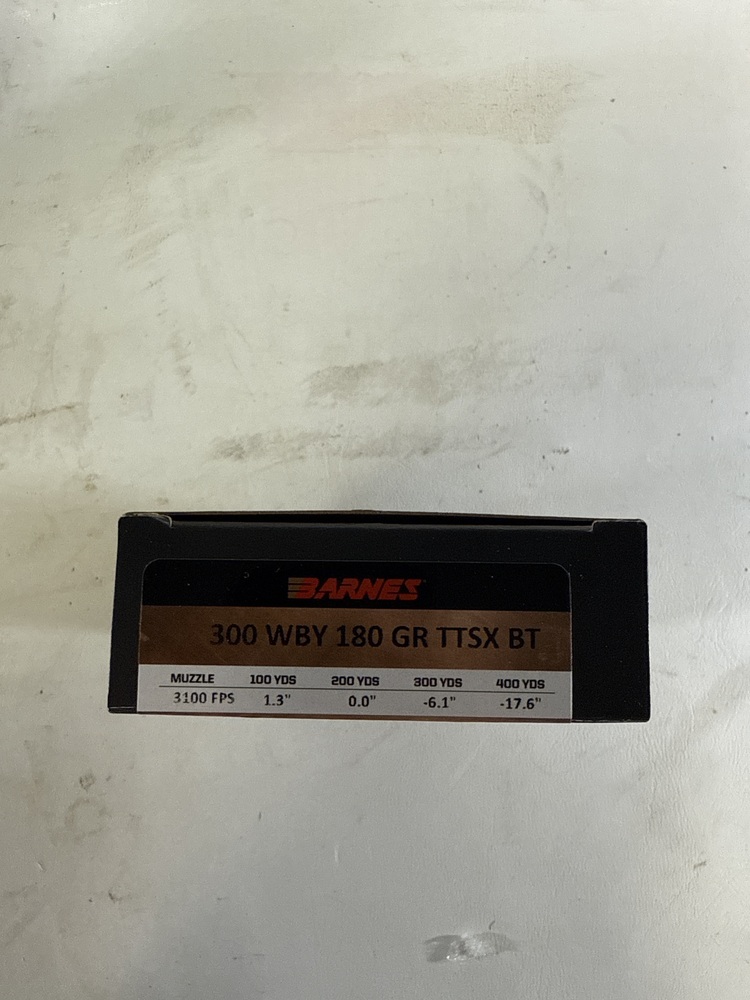 BARNES
300 WBY 180 GR TTSX BT
MUZZLE 100 YDS 200 YDS 300 YDS 400 YDS
3100 FPS 1.3" 0.0" -6.1" -17.6"